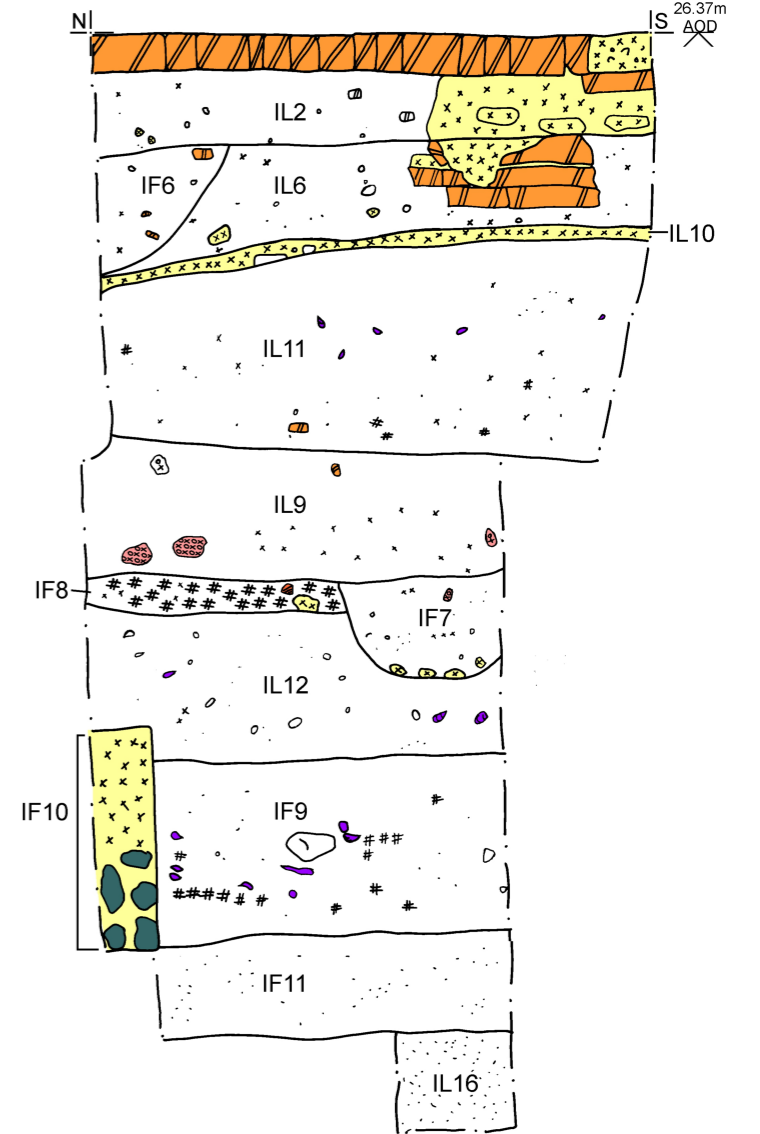 N S 26.37m
AOD
IL2
IF6 IL6
IL10
IL11
IL9
IF8
IF7
IL12
IF10 IF9
IF11
IL16